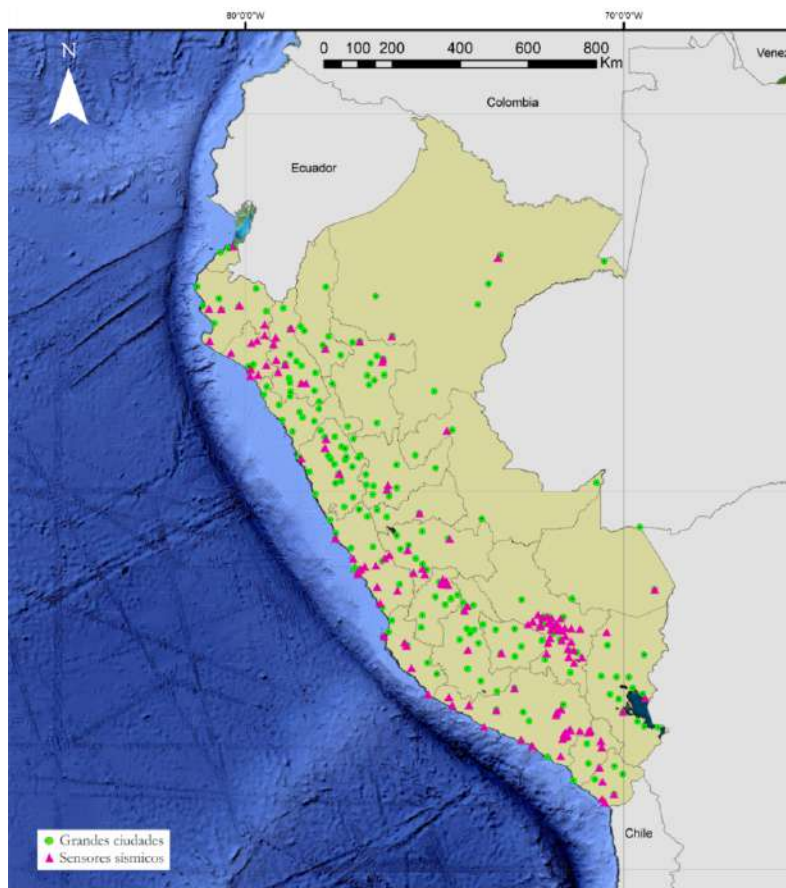 80°0'0"W 70°0'0"W
N
0 100 200 400 600 800
Km
Venez
Colombia
Ecuador
Chile
Grandes ciudades
Sensores sísmicos